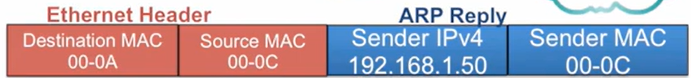 Ethernet Header
ARP Reply
Destination MAC
00-0A
Source MAC
00-0C
Sender IPv4
192.168.1.50
Sender MAC
00-0C